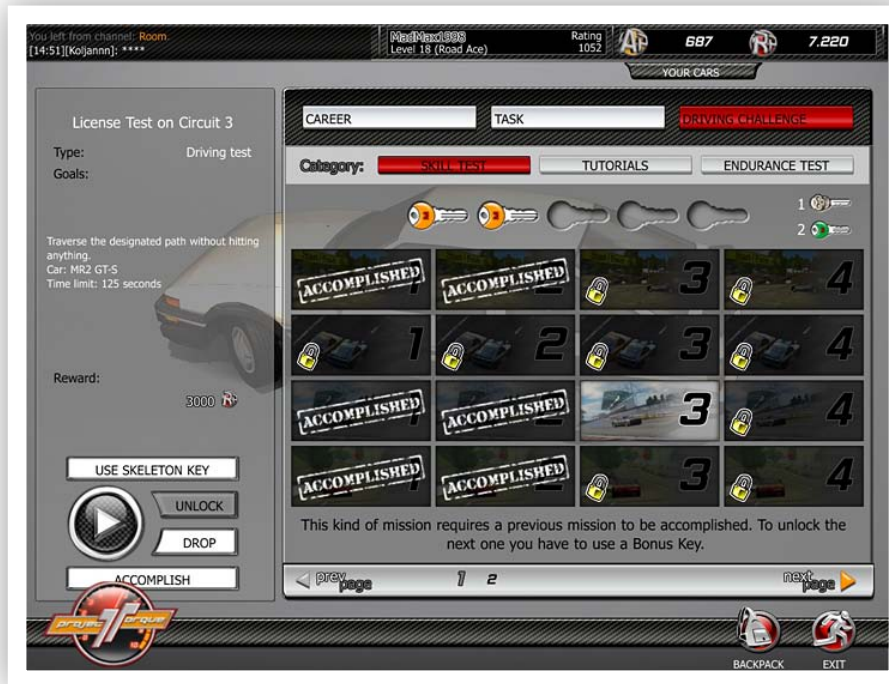 You left from channel: Room.
[14:51][Koljannn]: ****
MadMax1998
Level 18 (Road Ace)
Rating
1052
687
7.220
YOUR CARS
License Test on Circuit 3
Type: Driving test
Goals:
Traverse the designated path without hitting
anything.
Car: MR2 GT-S
Time limit: 125 seconds
Reward:
3000
USE SKELETON KEY
UNLOCK
DROP
ACCOMPLISH
project torque
CAREER TASK DRIVING CHALLENGE
Category: SKILL TEST TUTORIALS ENDURANCE TEST
1
2
ACCOMPLISHED 1 ACCOMPLISHED 2 3 4
1 2 3 4
ACCOMPLISHED ACCOMPLISHED 3 4
ACCOMPLISHED ACCOMPLISHED 3 4
This kind of mission requires a previous mission to be accomplished. To unlock the
next one you have to use a Bonus Key.
prev page 1 2 next page
BACKPACK EXIT